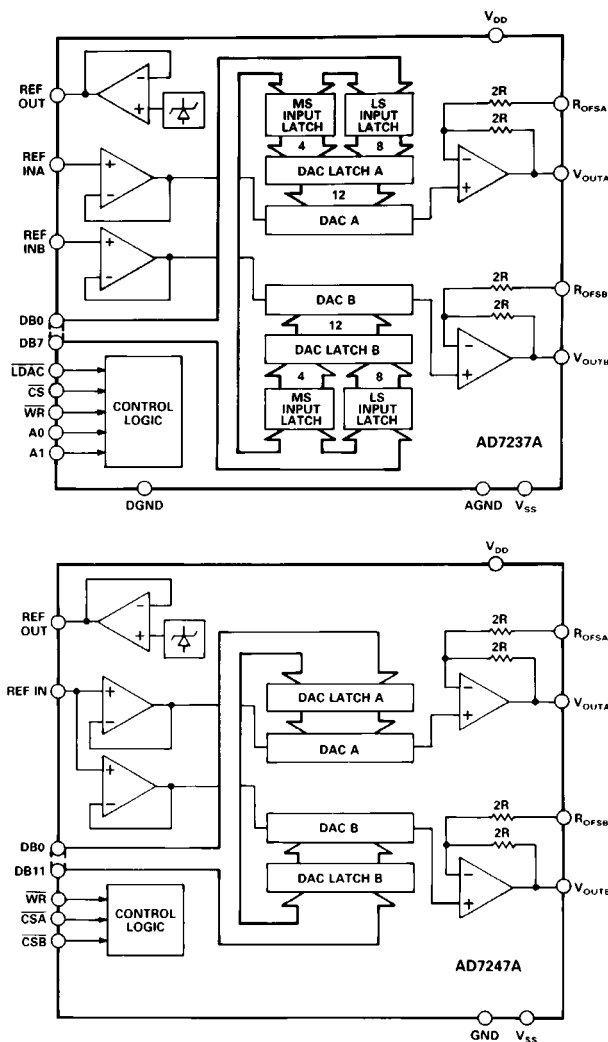 VDD
REF
OUT
MS
INPUT
LATCH
LS
INPUT
LATCH
2R
ROFSA
2R
REF
INA
4
8
DAC LATCH A
VOUTA
12
DAC A
REF
INB
DAC B
2R
ROFSB
2R
12
DB0
DB7
DAC LATCH B
VOUTB
LDAC
4
8
CS
WR
A0
A1
CONTROL
LOGIC
MS
INPUT
LATCH
LS
INPUT
LATCH
AD7237A
DGND
AGND
VSS
VDD
REF
OUT
2R
ROFSA
2R
REF IN
DAC LATCH A
VOUTA
DAC A
2R
ROFSB
DAC B
2R
DB0
DB11
DAC LATCH B
VOUTB
WR
CSA
CSB
CONTROL
LOGIC
AD7247A
GND
VSS